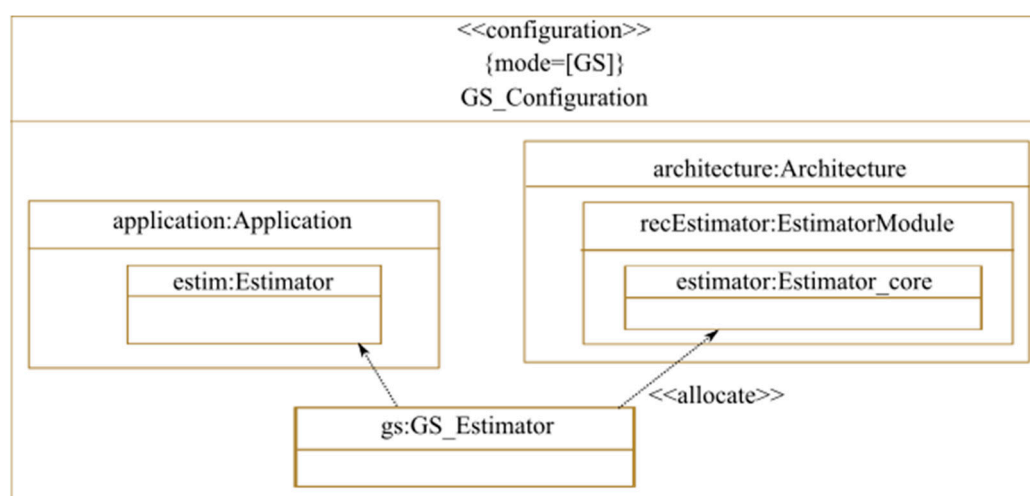 <<configuration>>
{mode=[GS]}
GS_Configuration
architecture:Architecture
application:Application
recEstimator:EstimatorModule
estim:Estimator
estimator:Estimator_core
<<allocate>>
gs:GS_Estimator